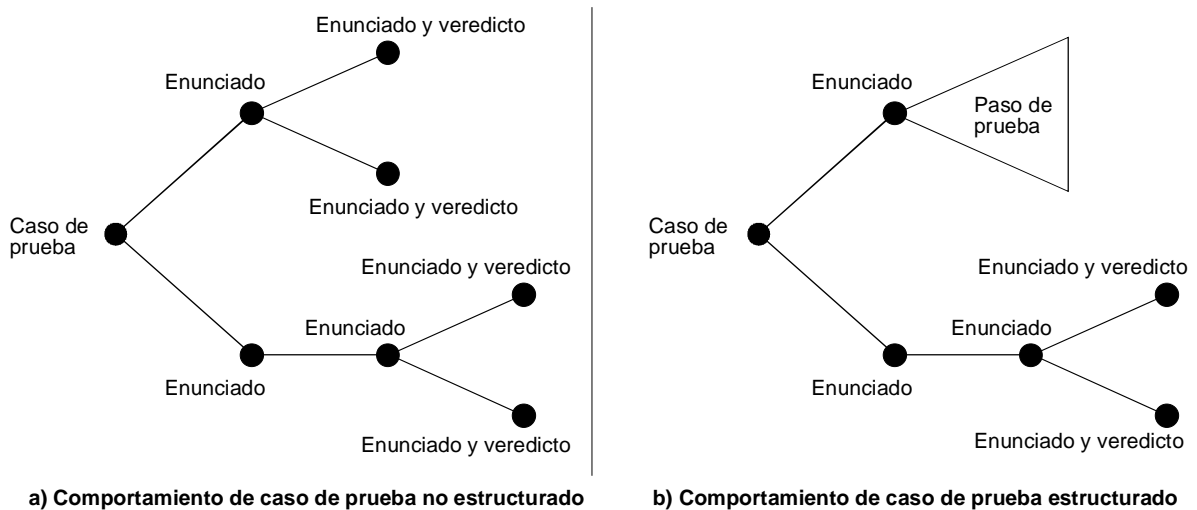 Enunciado y veredicto
Enunciado
Enunciado y veredicto
Caso de
prueba
Enunciado y veredicto
Enunciado
Enunciado
Enunciado y veredicto
a) Comportamiento de caso de prueba no estructurado
Enunciado
Paso de
prueba
Caso de
prueba
Enunciado y veredicto
Enunciado
Enunciado
Enunciado y veredicto
b) Comportamiento de caso de prueba estructurado